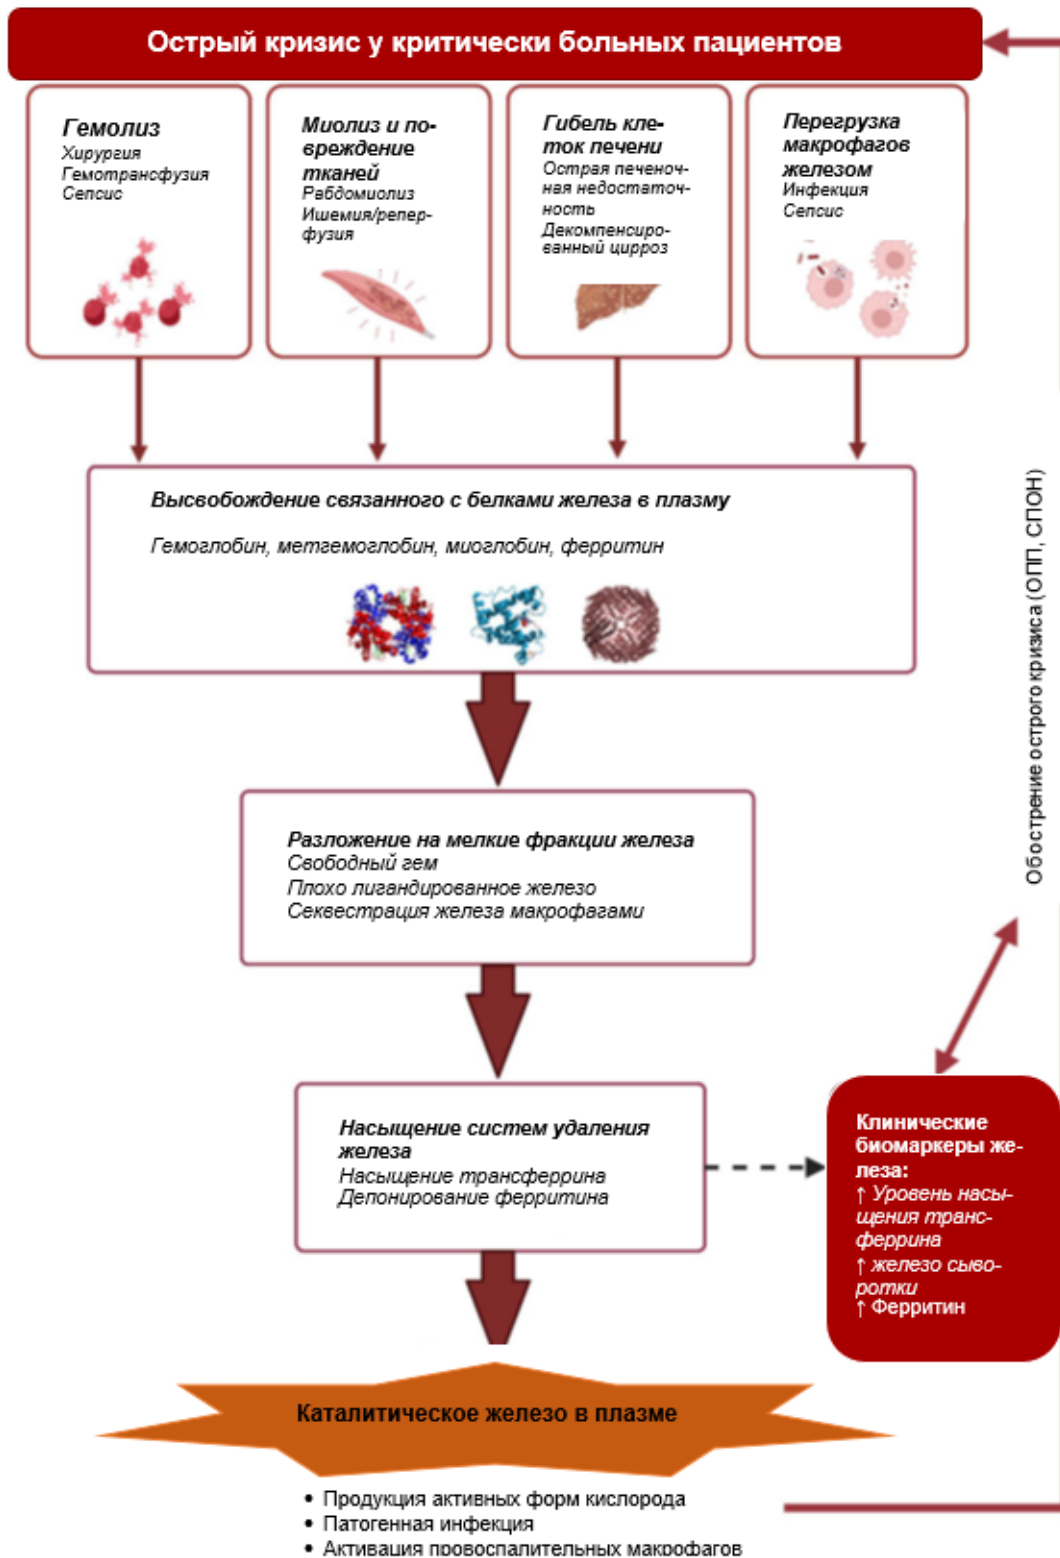 Острый кризис у критически больных пациентов
Гемолиз
Хирургия
Гемотрансфузия
Сепсис
Миолиз и по-
вреждение
тканей
Рабдомиолиз
Ишемия/репер-
фузия
Гибель кле-
ток печени
Острая печеноч-
ная недостаточ-
ность
Декомпенсиро-
ванный цирроз
Перегрузка
макрофагов
железом
Инфекция
Сепсис
Высвобождение связанного с белками железа в плазму
Гемоглобин, метгемоглобин, миоглобин, ферритин
Обострение острого кризиса (ОПП, СПОН)
Разложение на мелкие фракции железа
Свободный гем
Плохо лигандированное железо
Секвестрация железа макрофагами
Насыщение систем удаления
железа
Насыщение трансферрина
Депонирование ферритина
Клинические
биомаркеры же-
леза:
↑ Уровень насы-
щения транс-
феррина
↑ железо сыво-
ротки
↑ Ферритин
Каталитическое железо в плазме
• Продукция активных форм кислорода
• Патогенная инфекция
• Активация провоспалительных макрофагов